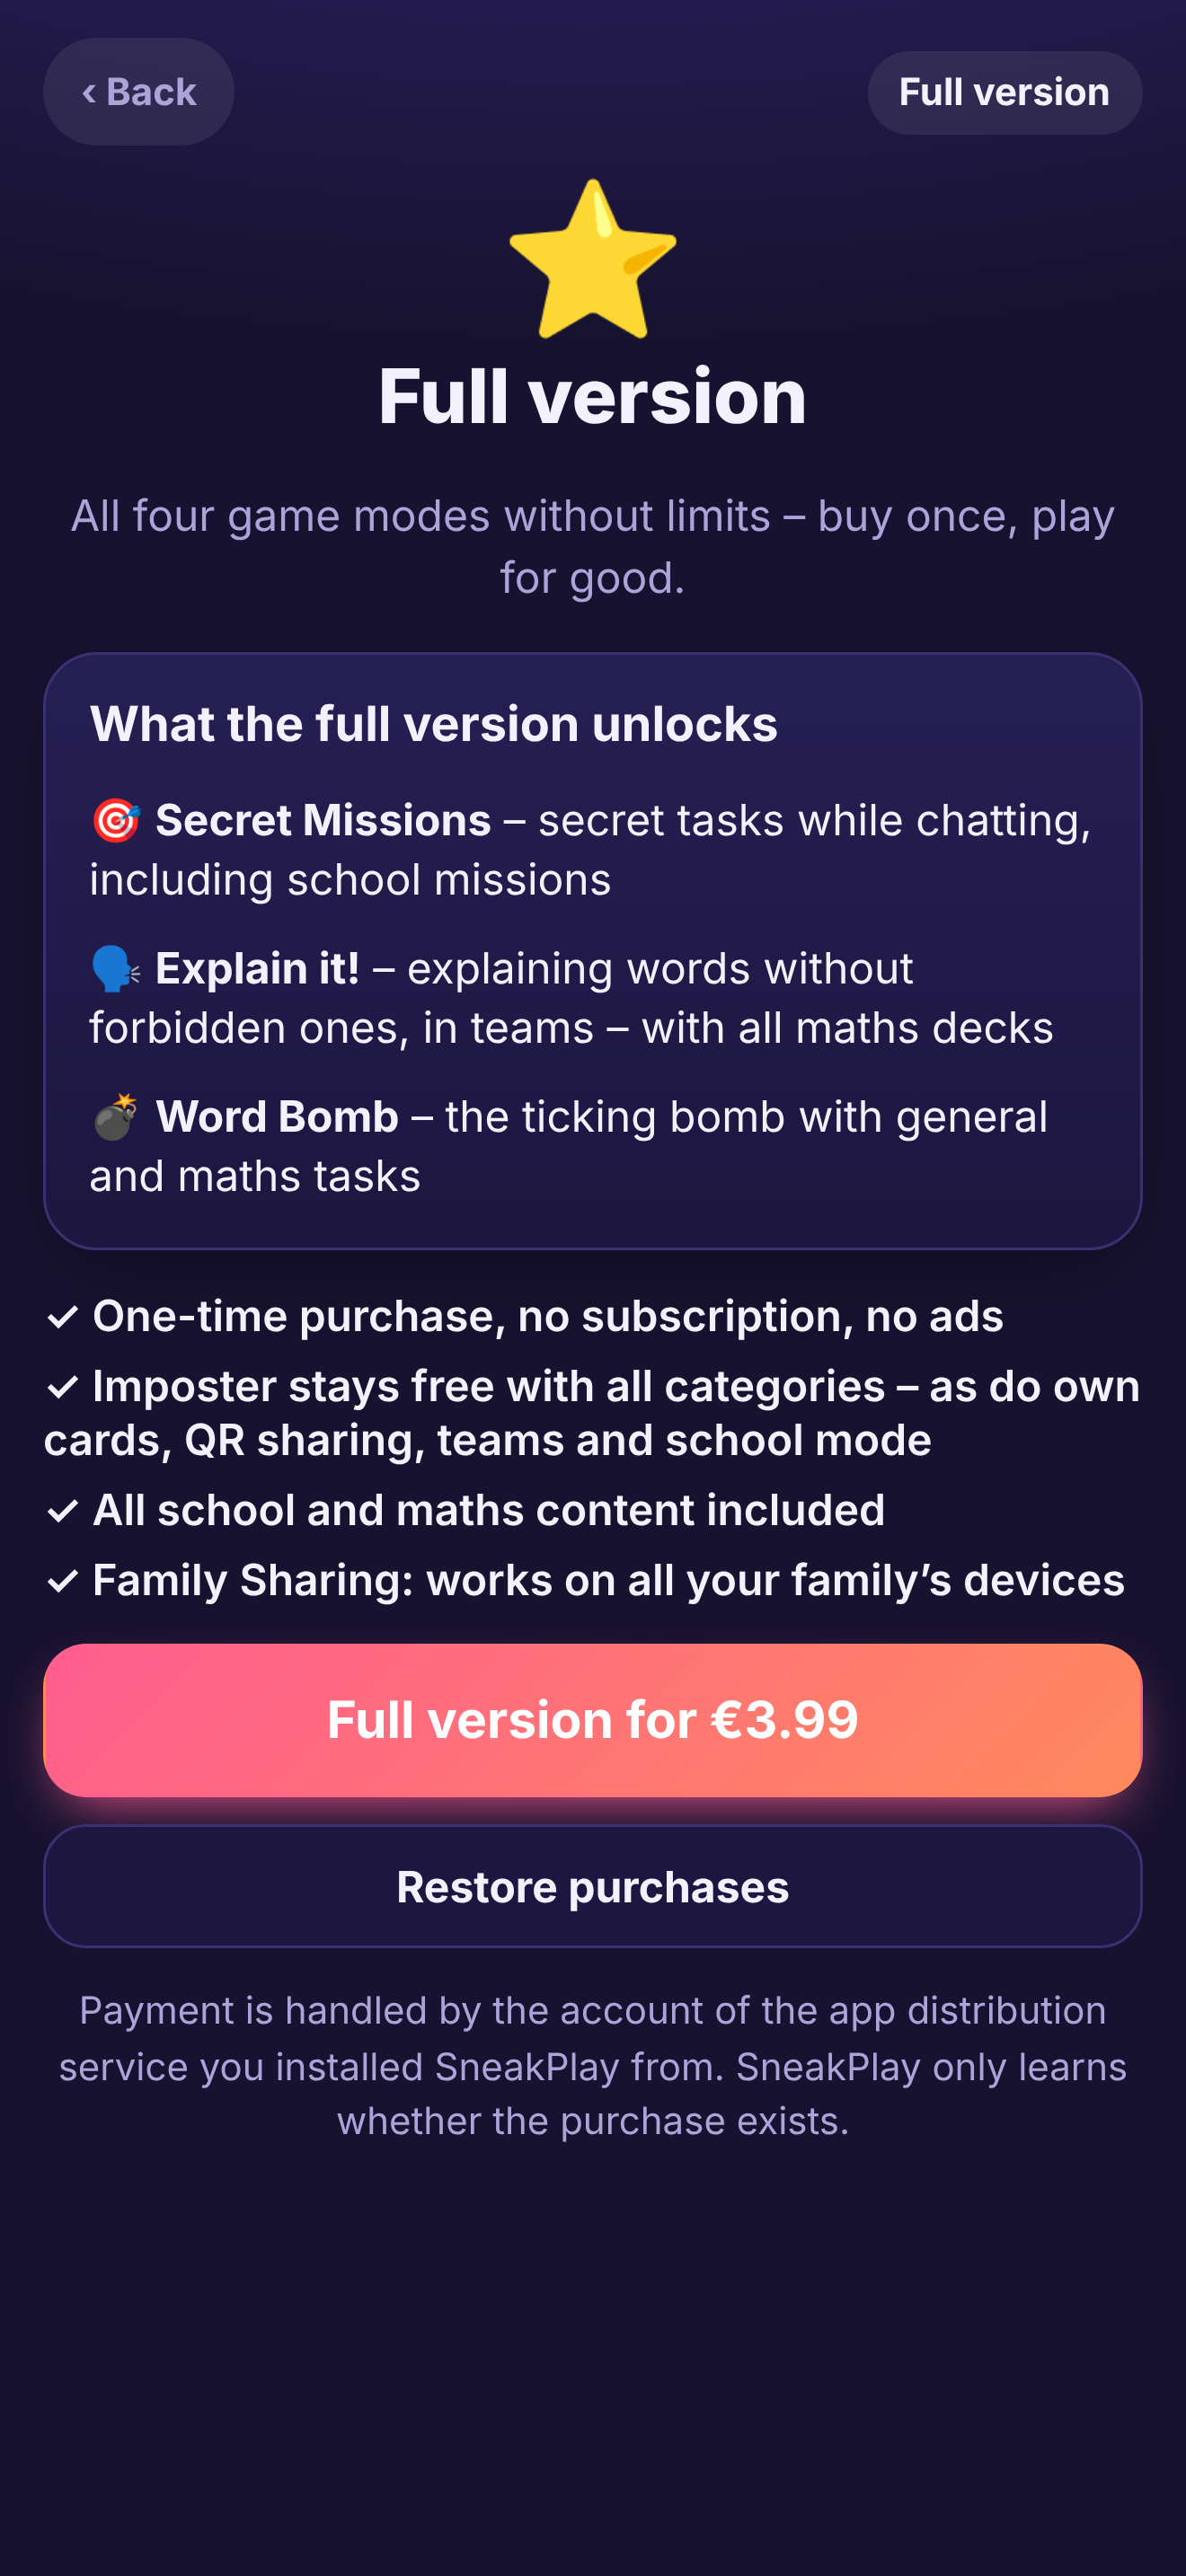 ‹ Back
Full version
Full version
All four game modes without limits – buy once, play
for good.
What the full version unlocks
🎯 Secret Missions – secret tasks while chatting,
including school missions
🗣️ Explain it! – explaining words without
forbidden ones, in teams – with all maths decks
💣 Word Bomb – the ticking bomb with general
and maths tasks
✓ One-time purchase, no subscription, no ads
✓ Imposter stays free with all categories – as do own
cards, QR sharing, teams and school mode
✓ All school and maths content included
✓ Family Sharing: works on all your family’s devices
Full version for €3.99
Restore purchases
Payment is handled by the account of the app distribution
service you installed SneakPlay from. SneakPlay only learns
whether the purchase exists.